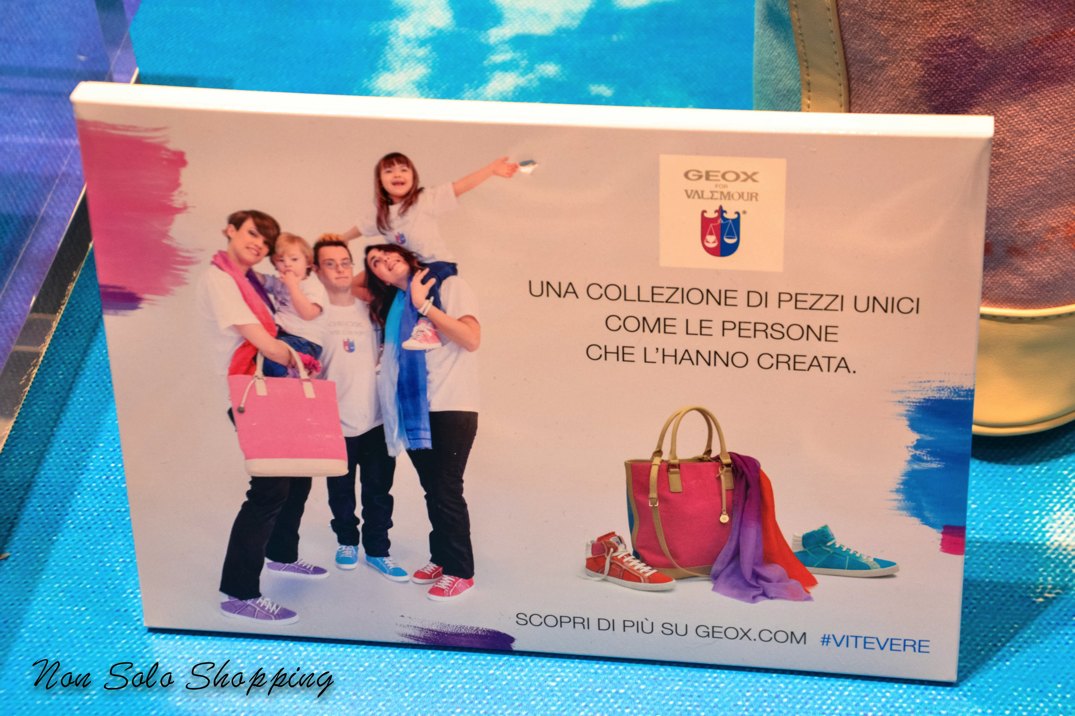 GEOX
FOR
VALEMOUR
UNA COLLEZIONE DI PEZZI UNICI
COME LE PERSONE
CHE L'HANNO CREATA.
SCOPRI DI PIÙ SU GEOX.COM #VITEVERE
Non Solo Shopping